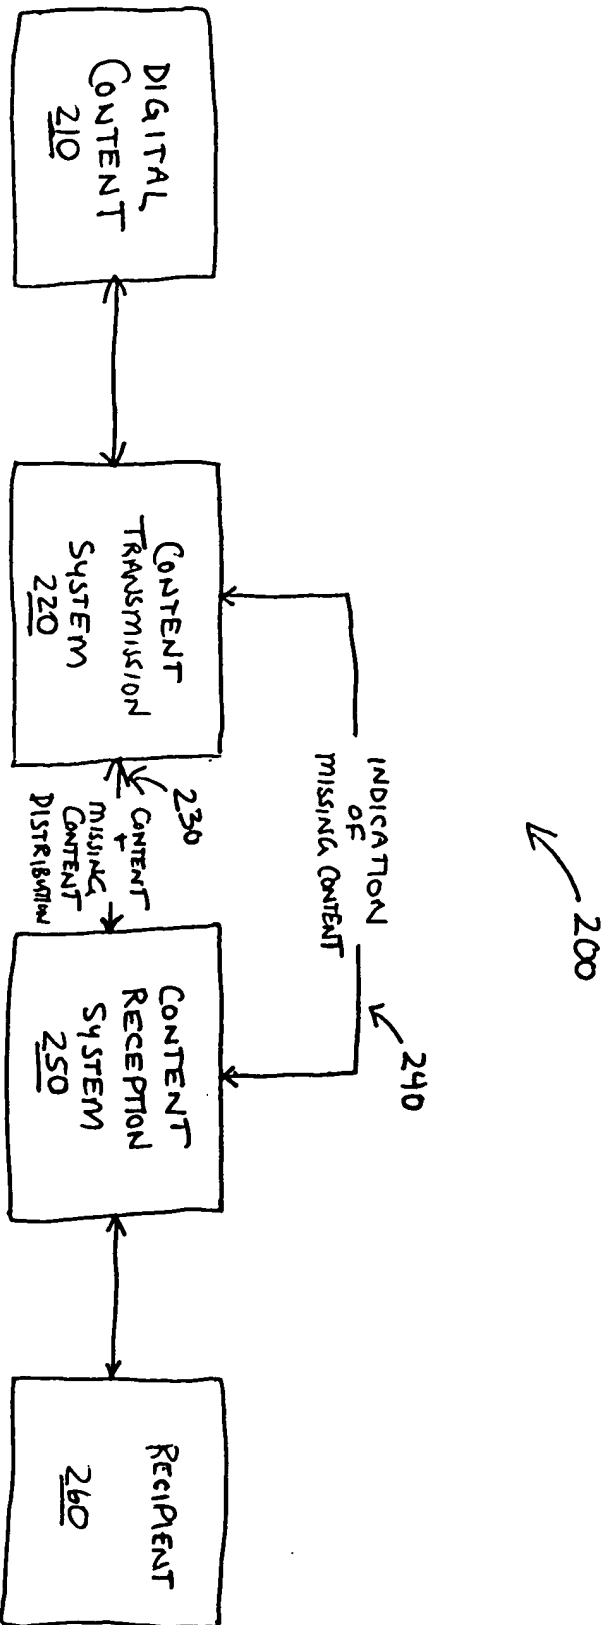 200
INDICATION
OF
MISSING CONTENT
240
DIGITAL
CONTENT
210
CONTENT
TRANSMISSION
SYSTEM
220
230
CONTENT
+
MISSING
CONTENT
DISTRIBUTION
CONTENT
RECEPTION
SYSTEM
250
RECIPIENT
260